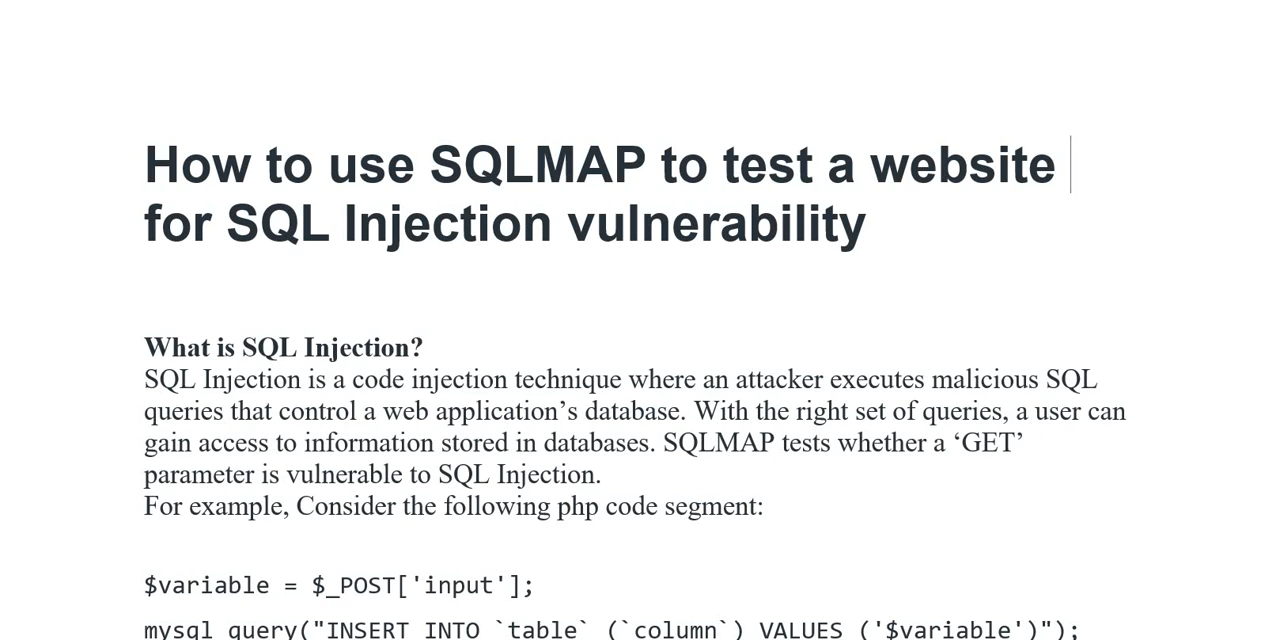 How to use SQLMAP to test a website
for SQL Injection vulnerability
What is SQL Injection?
SQL Injection is a code injection technique where an attacker executes malicious SQL
queries that control a web application’s database. With the right set of queries, a user can
gain access to information stored in databases. SQLMAP tests whether a ‘GET’
parameter is vulnerable to SQL Injection.
For example, Consider the following php code segment:
$variable = $_POST['input'];
mysql_query("INSERT INTO `table` (`column`) VALUES ('$variable')");